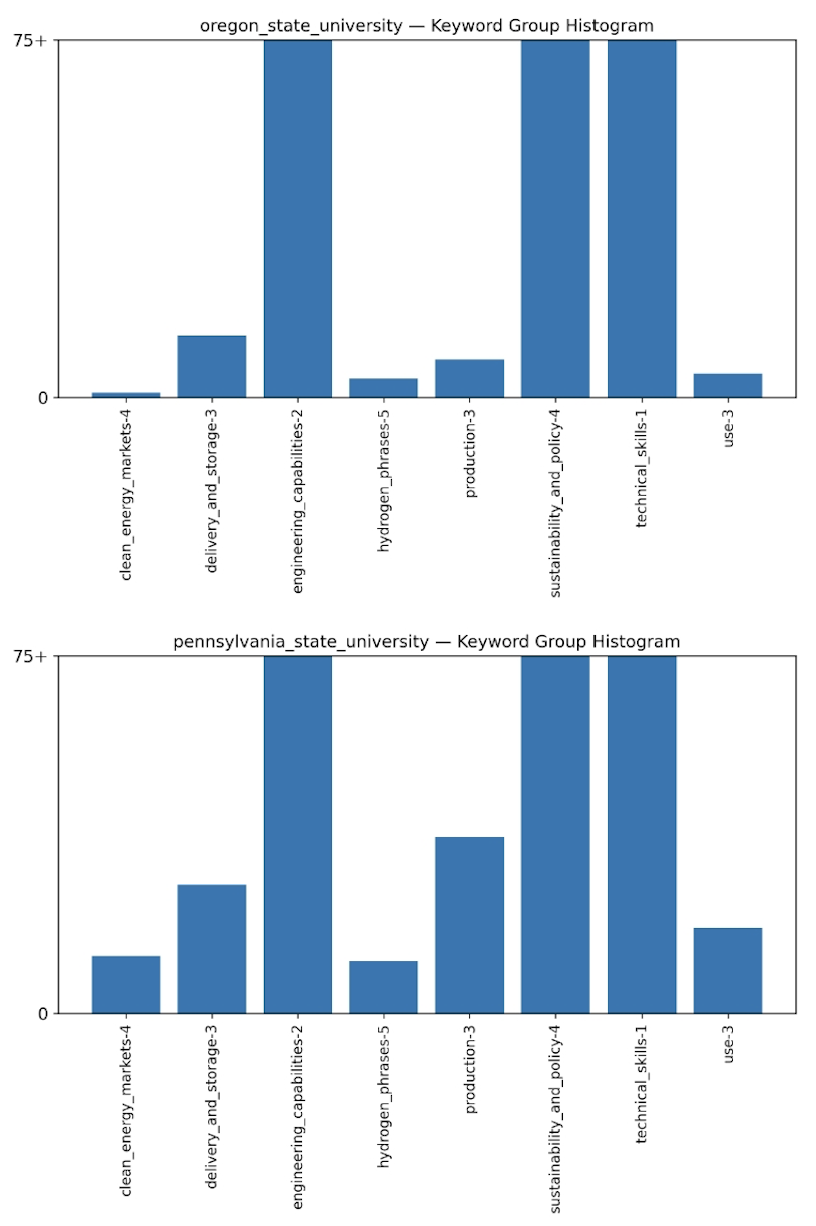 oregon_state_university — Keyword Group Histogram
75+
0
clean_energy_markets-4
delivery_and_storage-3
engineering_capabilities-2
hydrogen_phrases-5
production-3
sustainability_and_policy-4
technical_skills-1
use-3
pennsylvania_state_university — Keyword Group Histogram
75+
0
clean_energy_markets-4
delivery_and_storage-3
engineering_capabilities-2
hydrogen_phrases-5
production-3
sustainability_and_policy-4
technical_skills-1
use-3